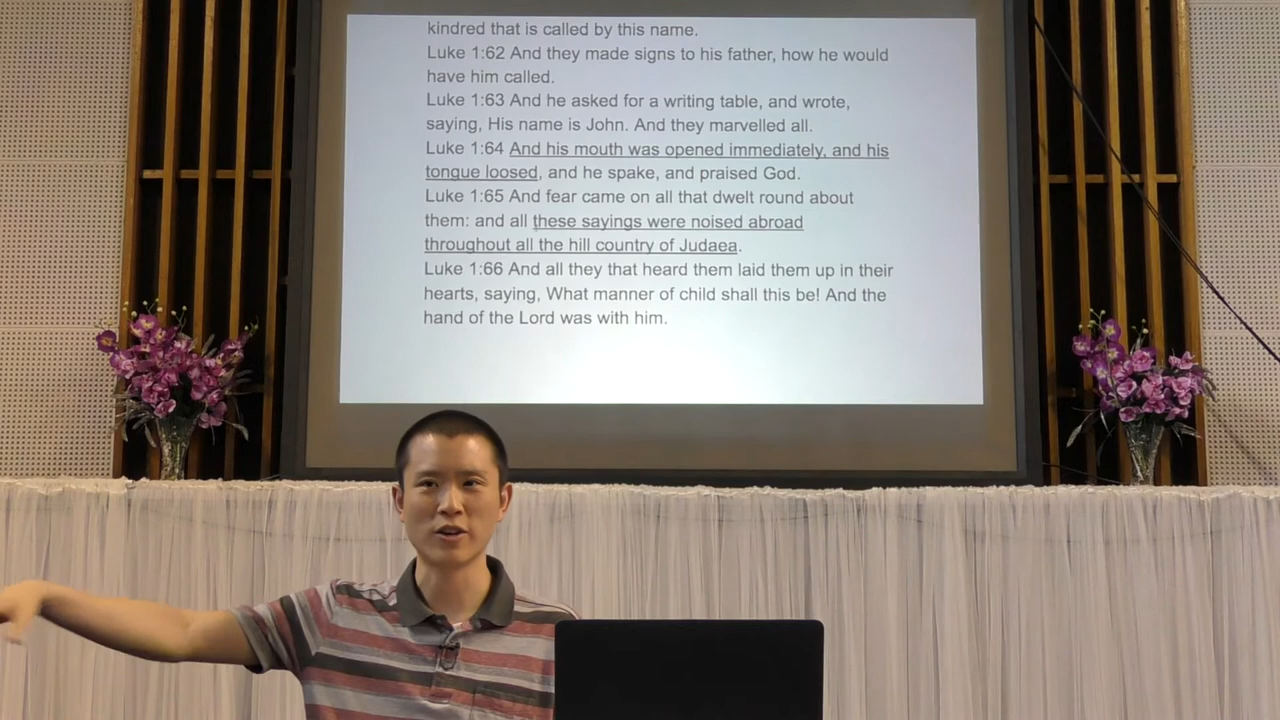 kindred that is called by this name.
Luke 1:62 And they made signs to his father, how he would
have him called.
Luke 1:63 And he asked for a writing table, and wrote,
saying, His name is John. And they marvelled all.
Luke 1:64 And his mouth was opened immediately, and his
tongue loosed, and he spake, and praised God.
Luke 1:65 And fear came on all that dwelt round about
them: and all these sayings were noised abroad
throughout all the hill country of Judaea.
Luke 1:66 And all they that heard them laid them up in their
hearts, saying, What manner of child shall this be! And the
hand of the Lord was with him.